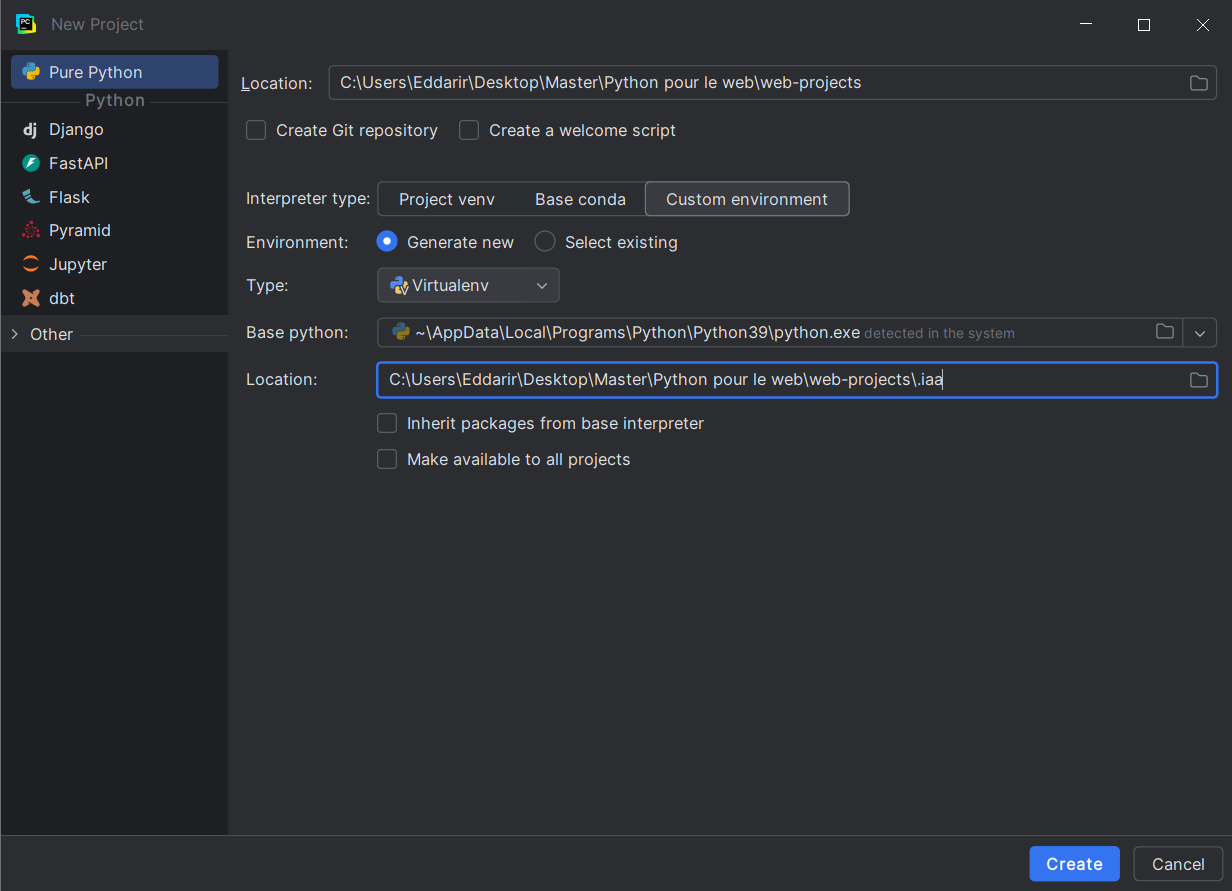 New Project
Pure Python
Python
Django
FastAPI
Flask
Pyramid
Jupyter
dbt
Other
Location: C:\Users\Eddarir\Desktop\Master\Python pour le web\web-projects
Create Git repository Create a welcome script
Interpreter type: Project venv Base conda Custom environment
Environment: Generate new Select existing
Type: Virtualenv
Base python: ~\AppData\Local\Programs\Python\Python39\python.exe detected in the system
Location: C:\Users\Eddarir\Desktop\Master\Python pour le web\web-projects\.iaa
Inherit packages from base interpreter
Make available to all projects
Create Cancel